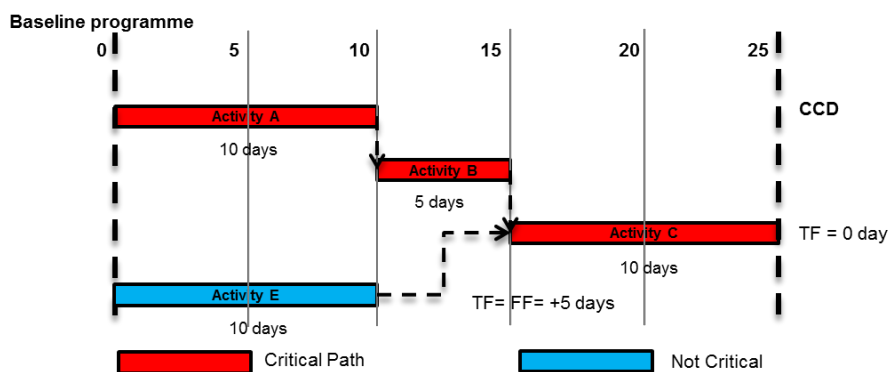 Baseline programme
0 5 10 15 20 25
Activity A
CCD
10 days
Activity B
5 days
Activity C
TF = 0 day
10 days
Activity E
TF= FF= +5 days
10 days
Critical Path
Not Critical